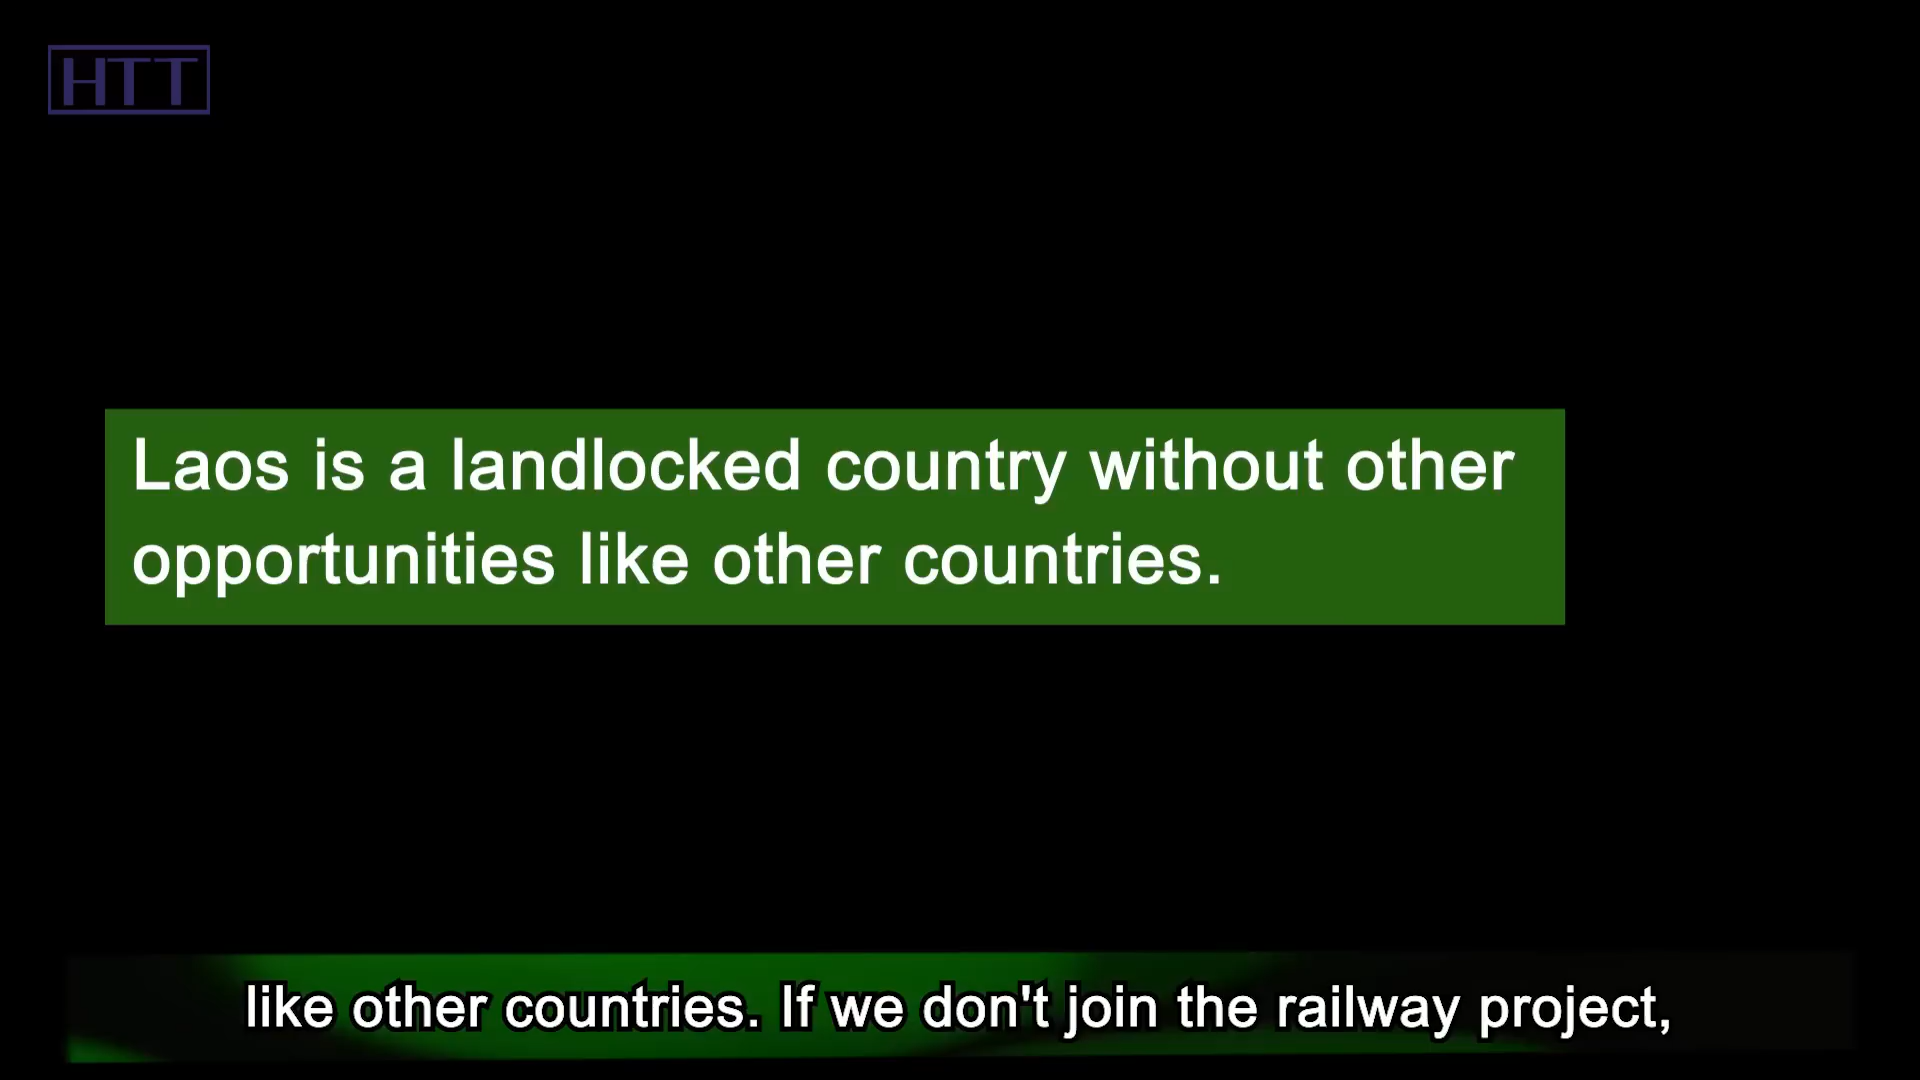 HTT
Laos is a landlocked country without other
opportunities like other countries.
like other countries. If we don't join the railway project,